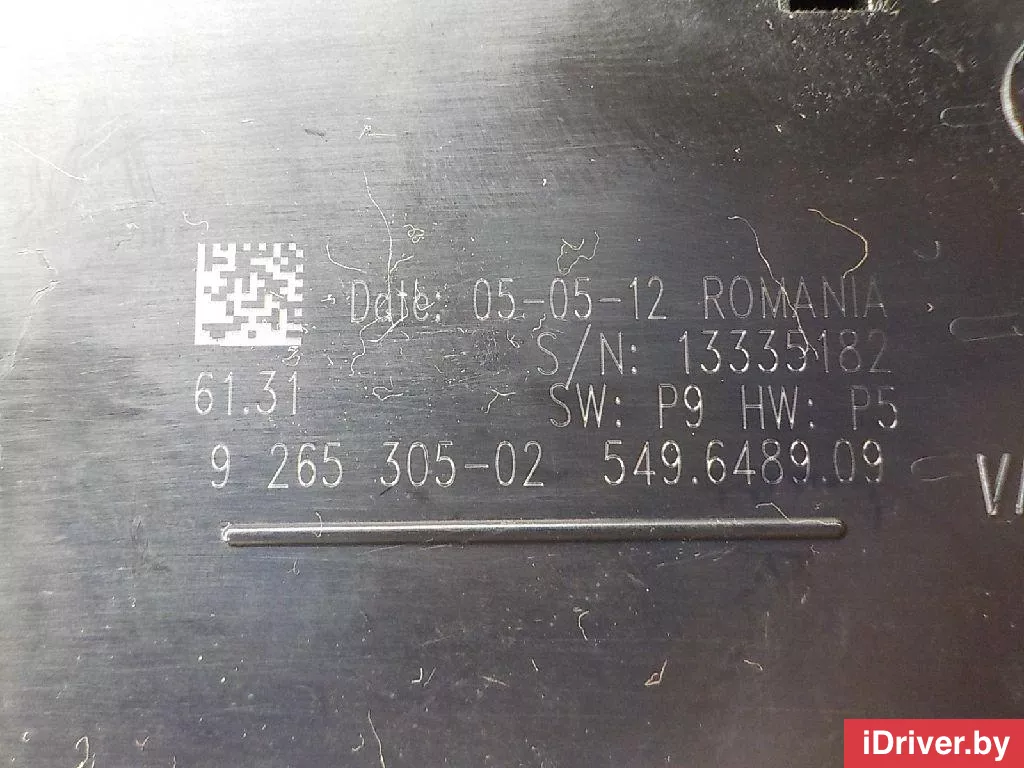 Date: 05-05-12 ROMANIA
S/N: 13335182
61.31 SW: P9 HW: P5
9 265 305-02 549.6489.09
iDriver.by